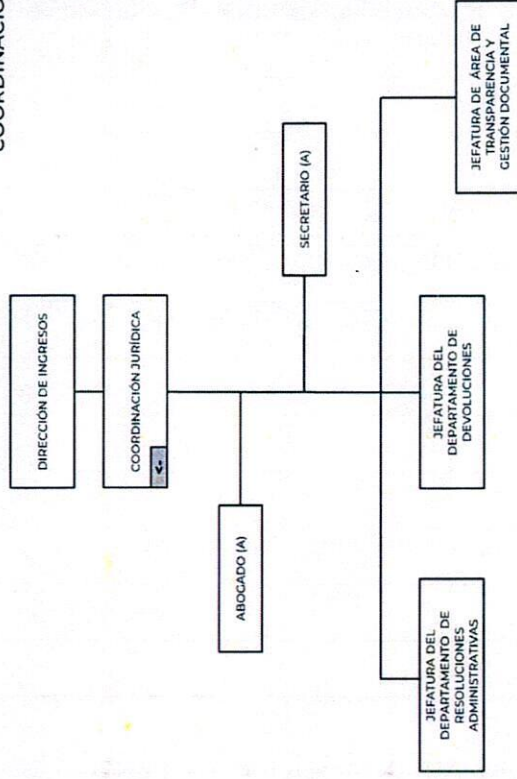 DIRECCIÓN DE INGRESOS
COORDINACIÓN JURÍDICA
ABOGADO (A)
SECRETARIO (A)
JEFATURA DEL
DEPARTAMENTO DE
RESOLUCIONES
ADMINISTRATIVAS
JEFATURA DEL
DEPARTAMENTO DE
DEVOLUCIONES
JEFATURA DE ÁREA DE
TRANSPARENCIA Y
GESTIÓN DOCUMENTAL